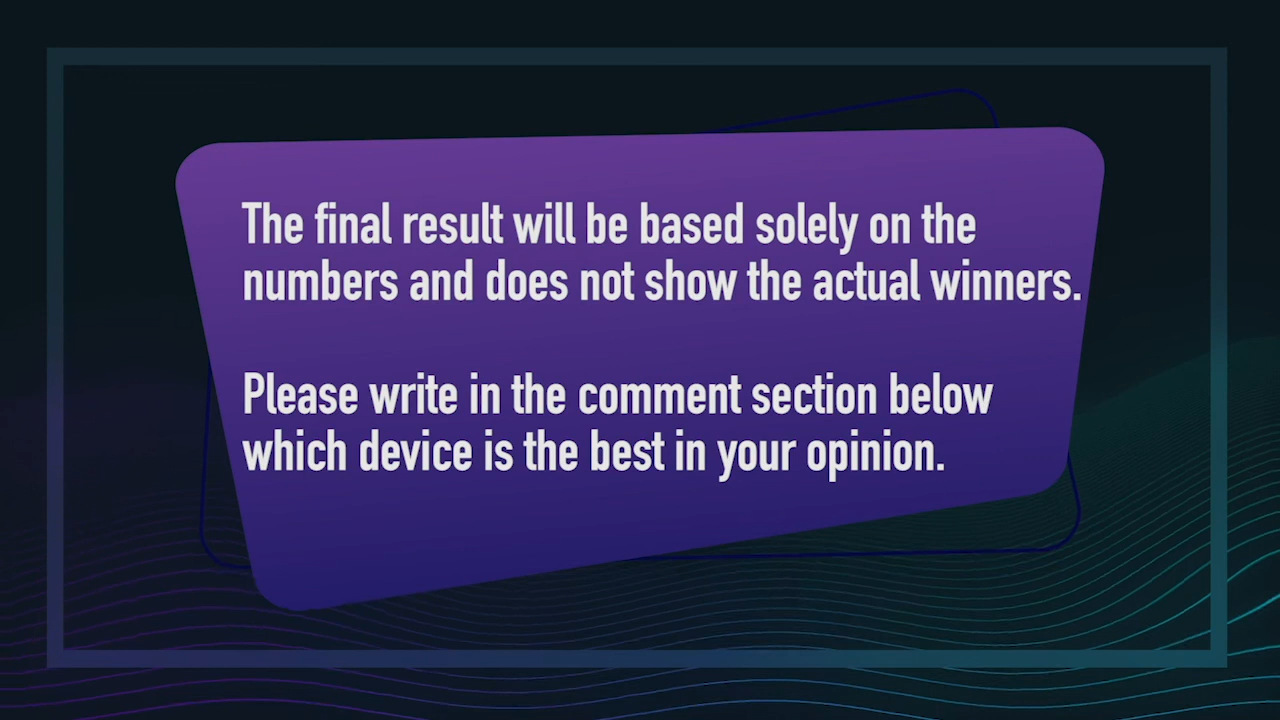 The final result will be based solely on the
numbers and does not show the actual winners.
Please write in the comment section below
which device is the best in your opinion.